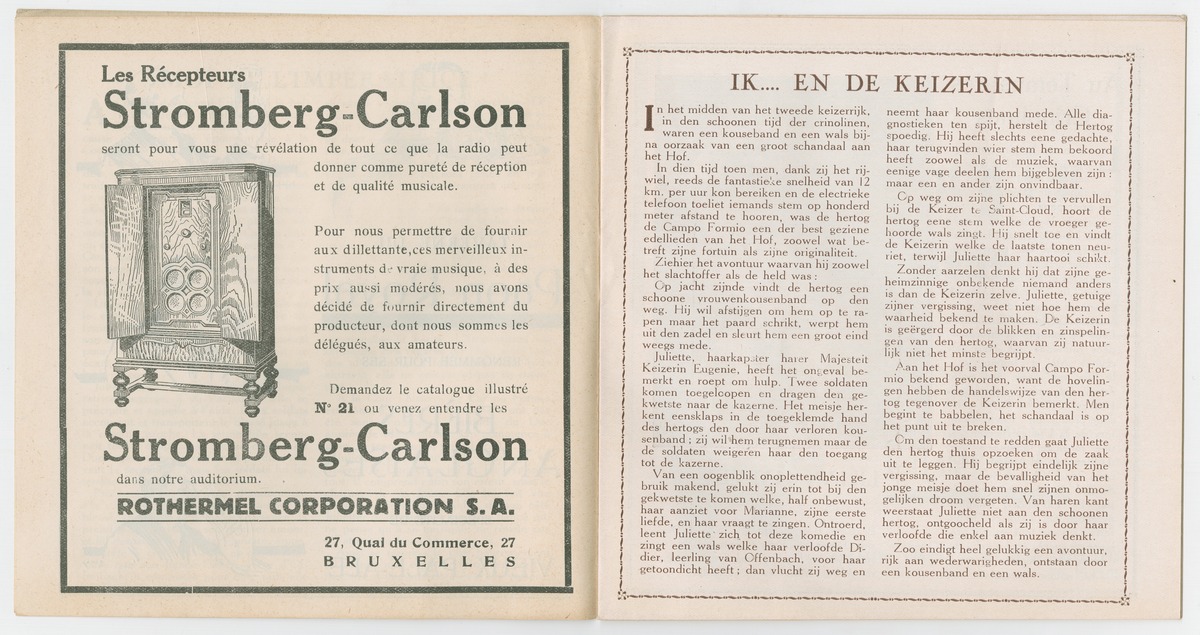 Les Récepteurs
Stromberg-Carlson
seront pour vous une révélation de tout ce que la radio peut
donner comme pureté de réception
et de qualité musicale.
Pour nous permettre de fournir
aux dillettante, ces merveilleux in-
struments de vraie musique, à des
prix aussi modérés, nous avons
décidé de fournir directement du
producteur, dont nous sommes les
délégués, aux amateurs.
Demandez le catalogue illustré
N° 21 ou venez entendre les
Stromberg-Carlson
dans notre auditorium.
ROTHERMEL CORPORATION S. A.
27, Quai du Commerce, 27
BRUXELLES
IK.... EN DE KEIZERIN
In het midden van het tweede keizerrijk,
in den schoonen tijd der crinolinen,
waren een kouseband en een wals bij-
na oorzaak van een groot schandaal aan
het Hof.
In dien tijd toen men, dank zij het rij-
wiel, reeds de fantastieke snelheid van 12
km. per uur kon bereiken en de electrieke
telefoon toeliet iemands stem op honderd
meter afstand te hooren, was de hertog
de Campo Formio een der best geziene
edellieden van het Hof, zoowel wat be-
treft zijne fortuin als zijne originaliteit.
Ziehier het avontuur waarvan hij zoowel
het slachtoffer als de held was :
Op jacht zijnde vindt de hertog een
schoone vrouwenkousenband op den
weg. Hij wil afstijgen om hem op te ra-
pen maar het paard schrikt, werpt hem
uit den zadel en sleurt hem een groot eind
weegs mede.
Juliette, haarkapster harer Majesteit
Keizerin Eugenie, heeft het ongeval be-
merkt en roept om hulp. Twee soldaten
komen toegeloopen en dragen den ge-
kwetste naar de kazerne. Het meisje her-
kent eensklaps in de toegeklemde hand
des hertogs den door haar verloren kou-
senband ; zij wil hem terugnemen maar de
de soldaten weigeren haar den toegang
tot de kazerne.
Van een oogenblik onoplettendheid ge-
bruik makend, gelukt zij erin tot bij den
gekwetste te komen welke, half onbewust,
haar aanziet voor Marianne, zijne eerste
liefde, en haar vraagt te zingen. Ontroerd,
leent Juliette zich tot deze komedie en
zingt een wals welke haar verloofde Di-
dier, leerling van Offenbach, voor haar
getoondicht heeft ; dan vlucht zij weg en
neemt haar kousenband mede. Alle dia-
gnostieken ten spijt, herstelt de Hertog
spoedig. Hij heeft slechts eene gedachte,
haar terugvinden wier stem hem bekoord
heeft zoowel als de muziek, waarvan
eenige vage deelen hem bijgebleven zijn :
maar een en ander zijn onvindbaar.
Op weg om zijne plichten te vervullen
bij de Keizer te Saint-Cloud, hoort de
hertog eene stem welke de vroeger ge-
hoorde wals zingt. Hij snelt toe en vindt
de Keizerin welke de laatste tonen neu-
riet, terwijl Juliette haar haartooi schikt.
Zonder aarzelen denkt hij dat zijne ge-
heimzinnige onbekende niemand anders
is dan de Keizerin zelve. Juliette, getuige
zijner vergissing, weet niet hoe hem de
waarheid bekend te maken. De Keizerin
is geërgerd door de blikken en zinspelin-
gen van den hertog, waarvan zij natuur-
lijk niet het minste begrijpt.
Aan het Hof is het voorval Campo For-
mio bekend geworden, want de hovelin-
gen hebben de handelswijze van den her-
tog tegenover de Keizerin bemerkt. Men
begint te babbelen, het schandaal is op
het punt uit te breken.
Om den toestand te redden gaat Juliette
den hertog thuis opzoeken om de zaak
uit te leggen. Hij begrijpt eindelijk zijne
vergissing, maar de bevalligheid van het
jonge meisje doet hem snel zijnen onmo-
gelijken droom vergeten. Van haren kant
weerstaat Juliette niet aan den schoonen
hertog, ontgoocheld als zij is door haar
verloofde die enkel aan muziek denkt.
Zoo eindigt heel gelukkig een avontuur,
rijk aan wederwarigheden, ontstaan door
een kousenband en een wals.